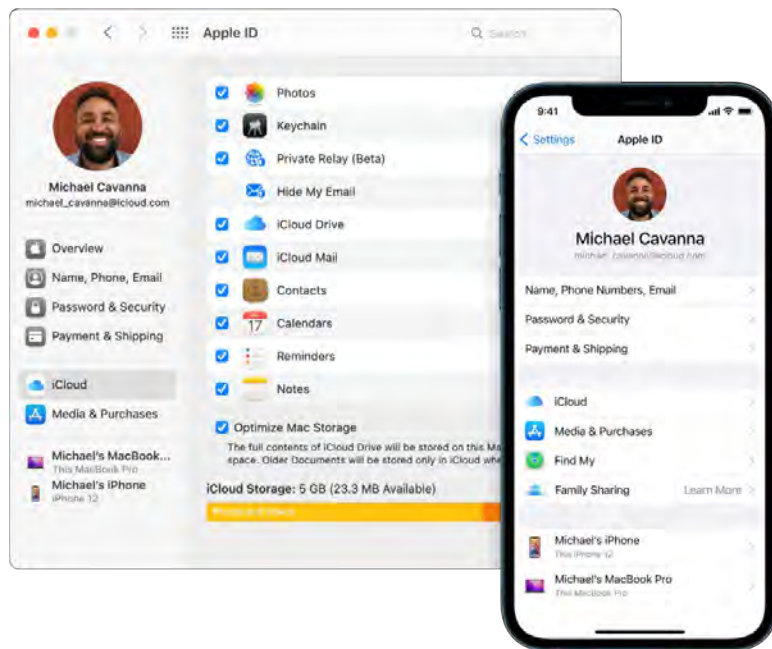 Apple ID
Search
Michael Cavanna
michael_cavanna@icloud.com
Overview
Name, Phone, Email
Password & Security
Payment & Shipping
iCloud
Media & Purchases
Michael's MacBook...
This MacBook Pro
Michael's iPhone
iPhone 12
Photos
Keychain
Private Relay (Beta)
Hide My Email
iCloud Drive
iCloud Mail
Contacts
17
Calendars
Reminders
Notes
Optimize Mac Storage
The full contents of iCloud Drive will be stored on this Ma
space. Older Documents will be stored only in iCloud whe
iCloud Storage: 5 GB (23.3 MB Available)
9:41
Settings
Apple ID
Michael Cavanna
michael_cavanna@icloud.com
Name, Phone Numbers, Email
Password & Security
Payment & Shipping
iCloud
Media & Purchases
Find My
Family Sharing
Learn More
Michael's iPhone
This iPhone 12
Michael's MacBook Pro
This MacBook Pro